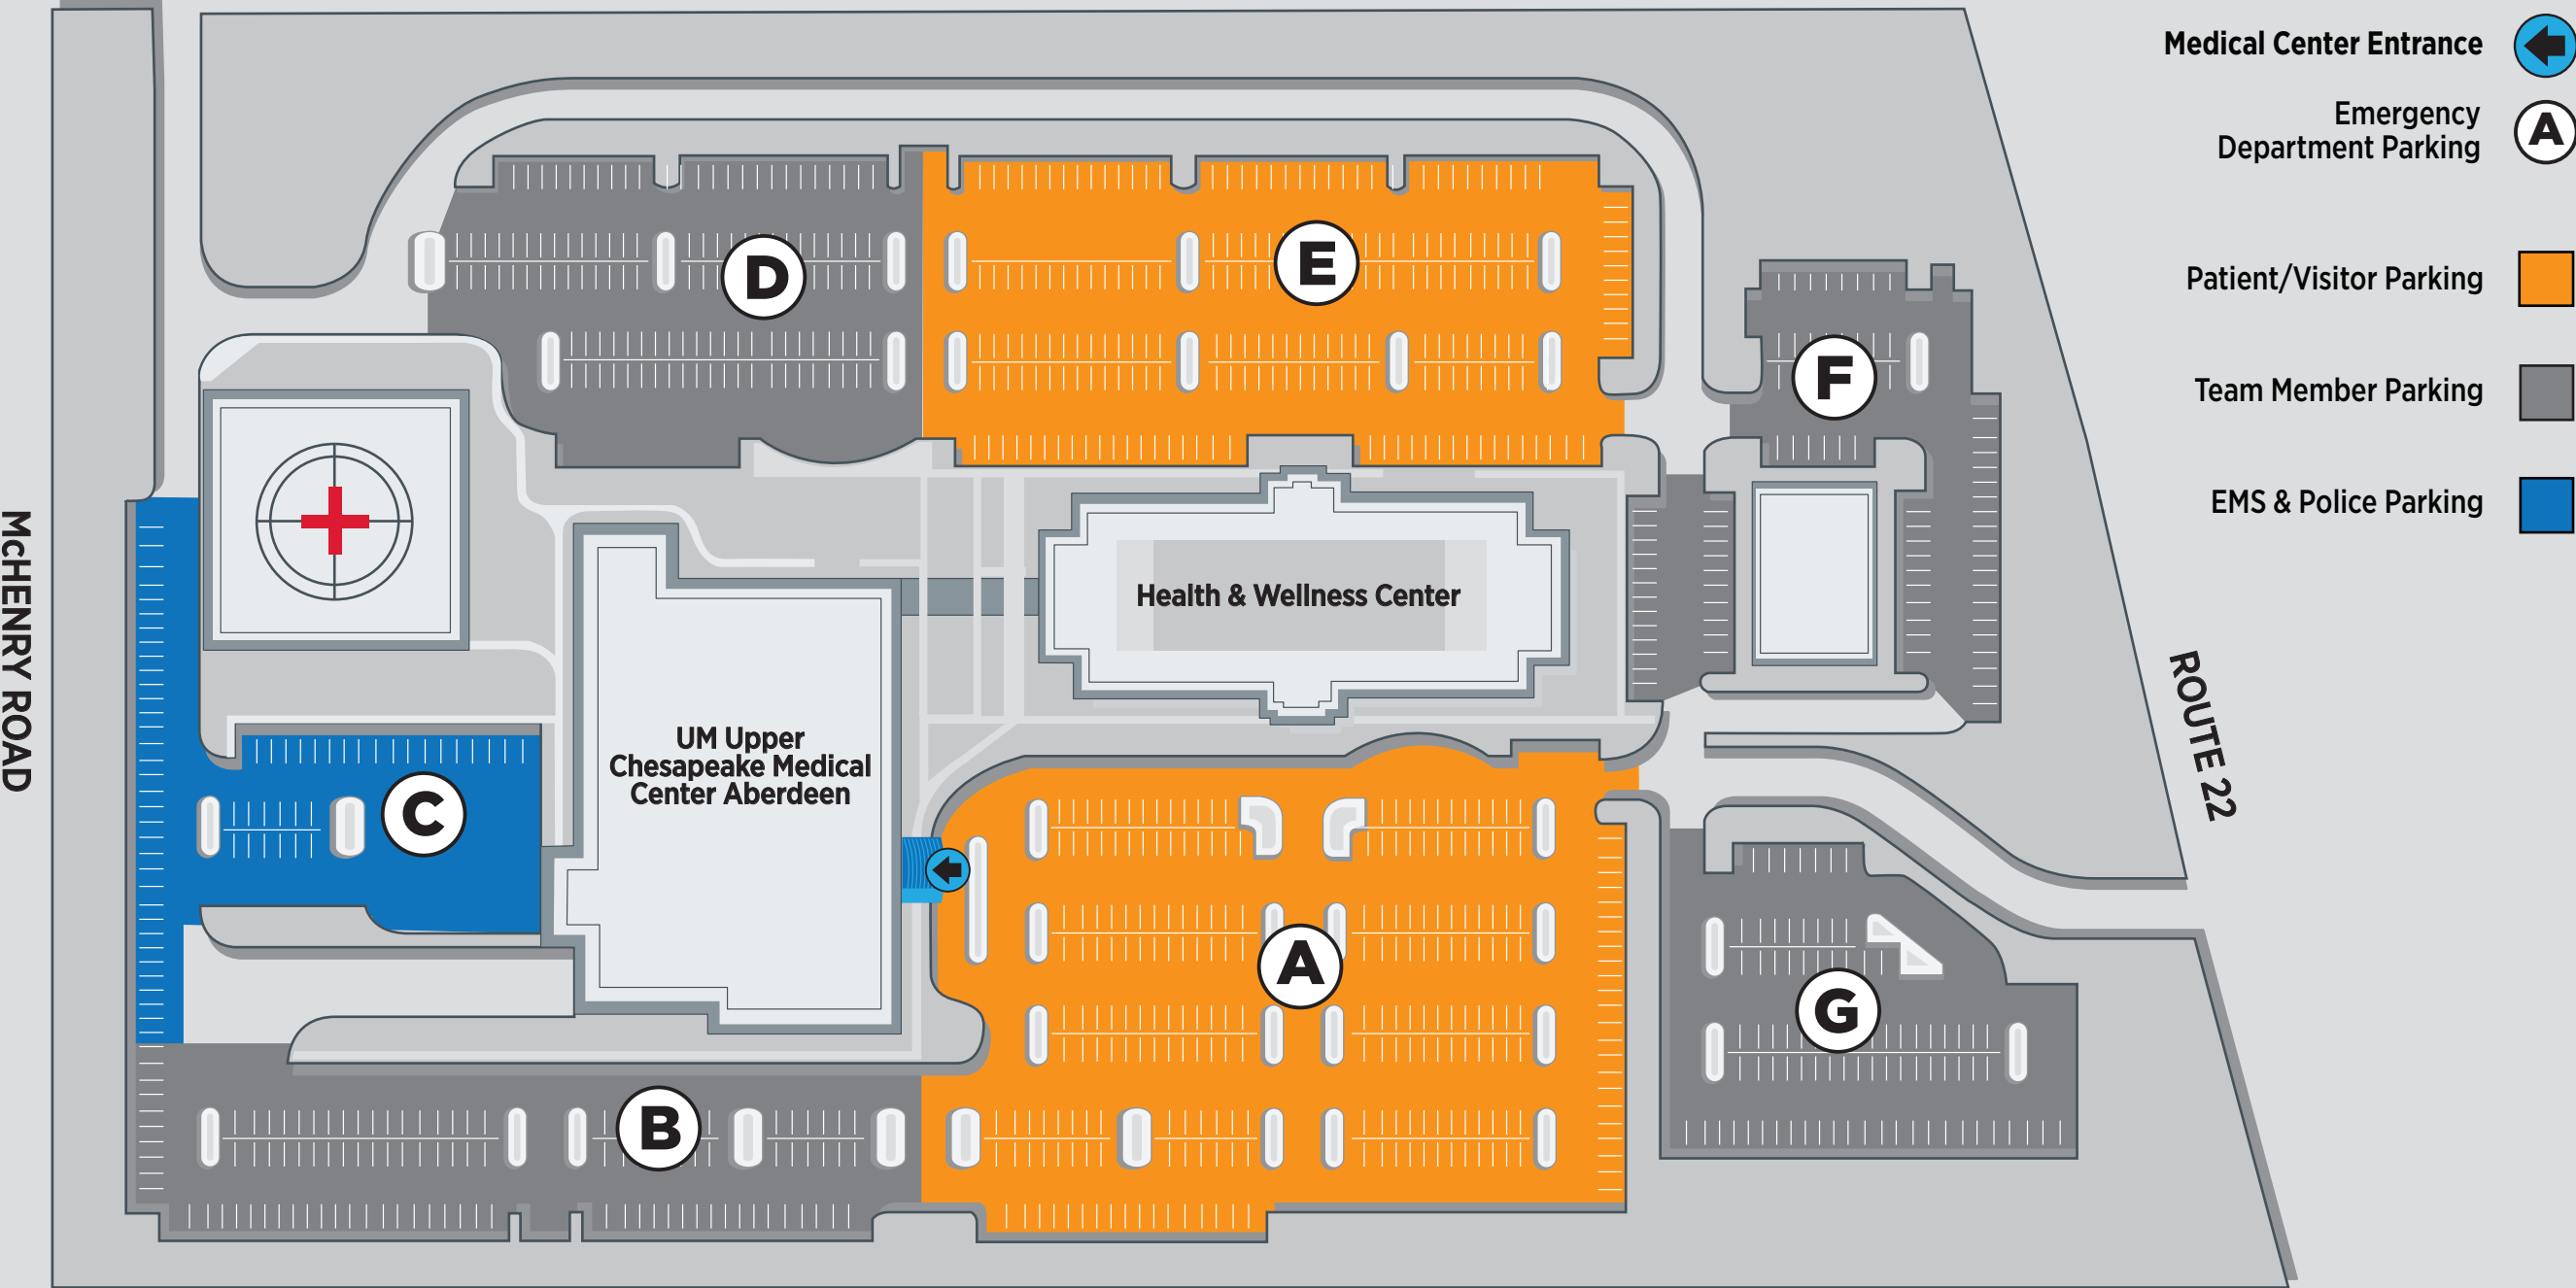 Medical Center Entrance
Emergency
Department Parking
A
Patient/Visitor Parking
Team Member Parking
EMS & Police Parking
D
E
F
McHENRY ROAD
Health & Wellness Center
UM Upper
Chesapeake Medical
Center Aberdeen
ROUTE 22
C
A
G
B